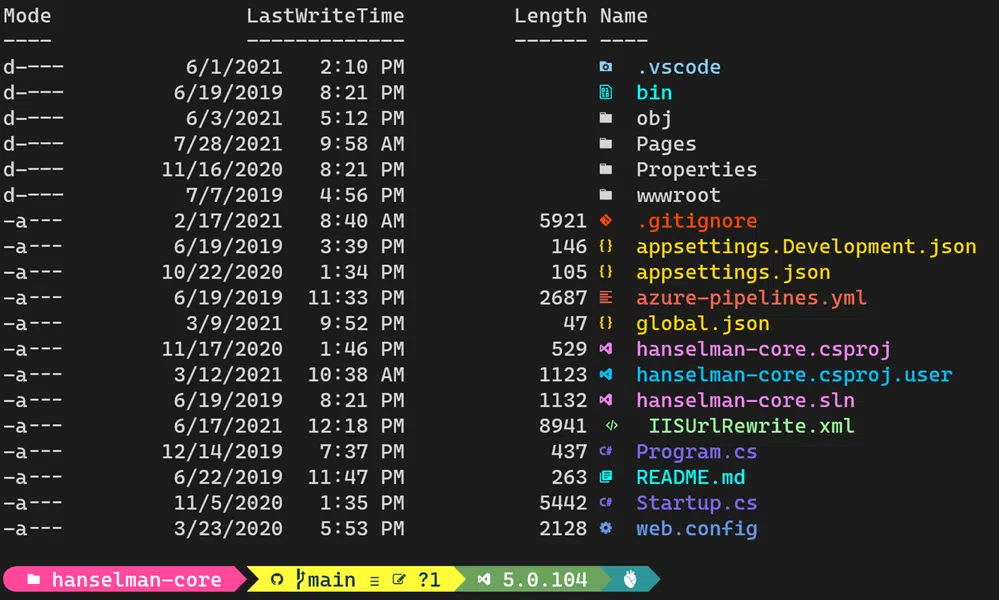 Mode LastWriteTime Length Name
---- ------------- ------ ----
d---- 6/1/2021 2:10 PM .vscode
d---- 6/19/2019 8:21 PM bin
d---- 6/3/2021 5:12 PM obj
d---- 7/28/2021 9:58 AM Pages
d---- 11/16/2020 8:21 PM Properties
d---- 7/7/2019 4:56 PM wwwroot
-a--- 2/17/2021 8:40 AM 5921 .gitignore
-a--- 6/19/2019 3:39 PM 146 {} appsettings.Development.json
-a--- 10/22/2020 1:34 PM 105 {} appsettings.json
-a--- 6/19/2019 11:33 PM 2687 azure-pipelines.yml
-a--- 3/9/2021 9:52 PM 47 {} global.json
-a--- 11/17/2020 1:46 PM 529 hanselman-core.csproj
-a--- 3/12/2021 10:38 AM 1123 hanselman-core.csproj.user
-a--- 6/19/2019 8:21 PM 1132 hanselman-core.sln
-a--- 6/17/2021 12:18 PM 8941 </> IISUrlRewrite.xml
-a--- 12/14/2019 7:37 PM 437 C# Program.cs
-a--- 6/22/2019 11:47 PM 263 README.md
-a--- 11/5/2020 1:35 PM 5442 C# Startup.cs
-a--- 3/23/2020 5:53 PM 2128 web.config
hanselman-core main ≡ ?1 5.0.104